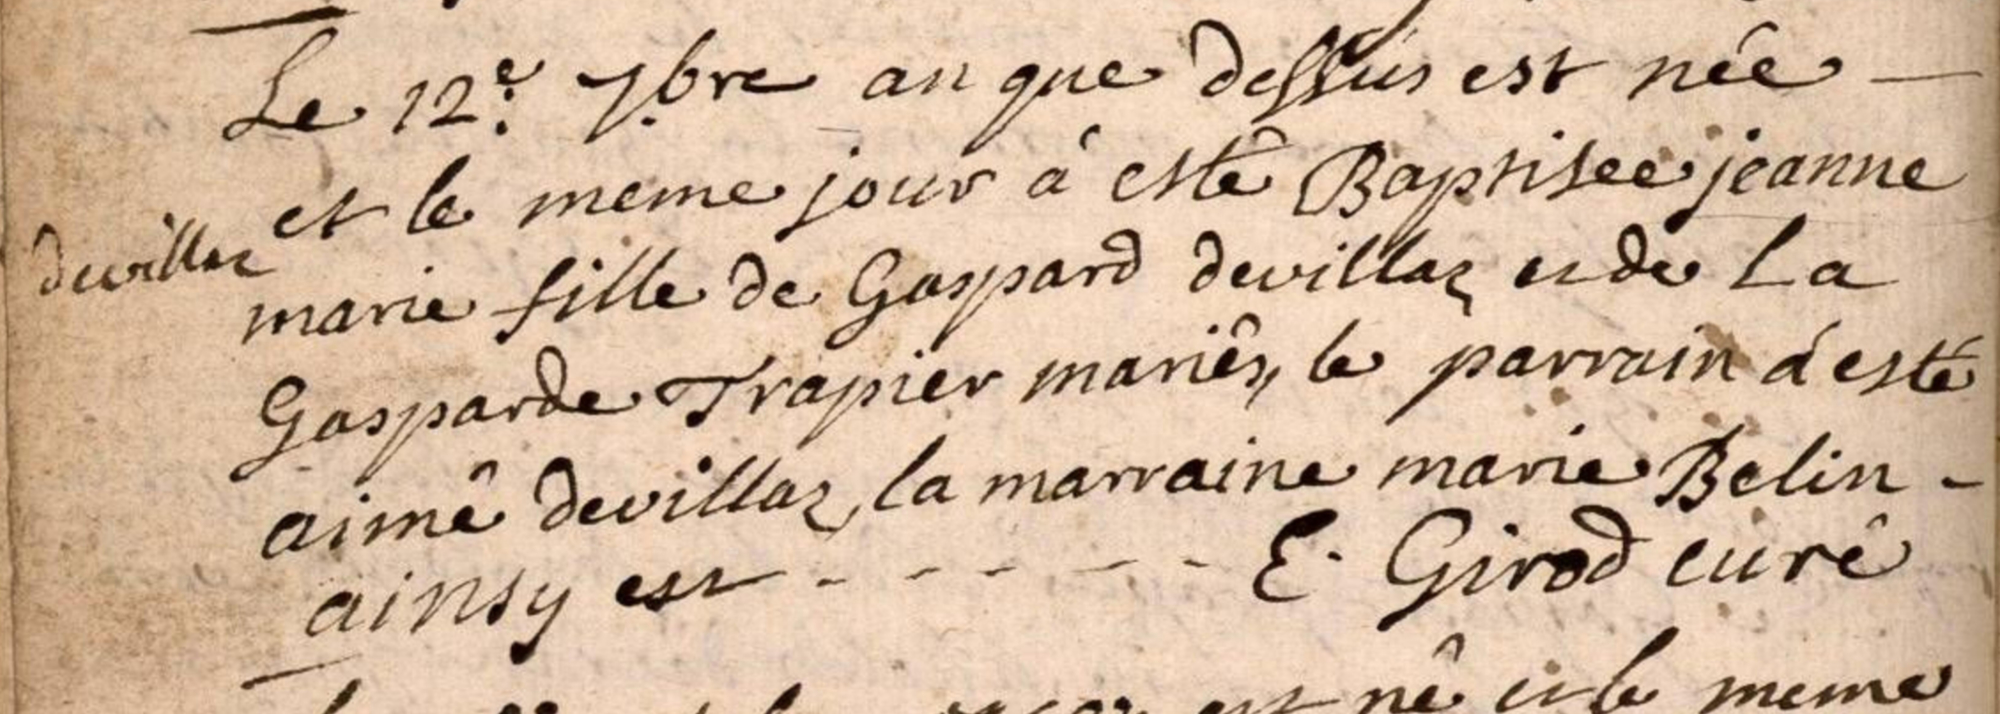 Le 12e 7bre an que dessus est née —
et le meme jour à esté Baptisee jeanne
devillaz
marie fille de Gaspard devillaz et de La
Gasparde Trapier mariés, le parrain á esté
aimé devillaz, la marraine marie Belin -
ainsy est - - - - - - E. Girod curé
est né et le meme